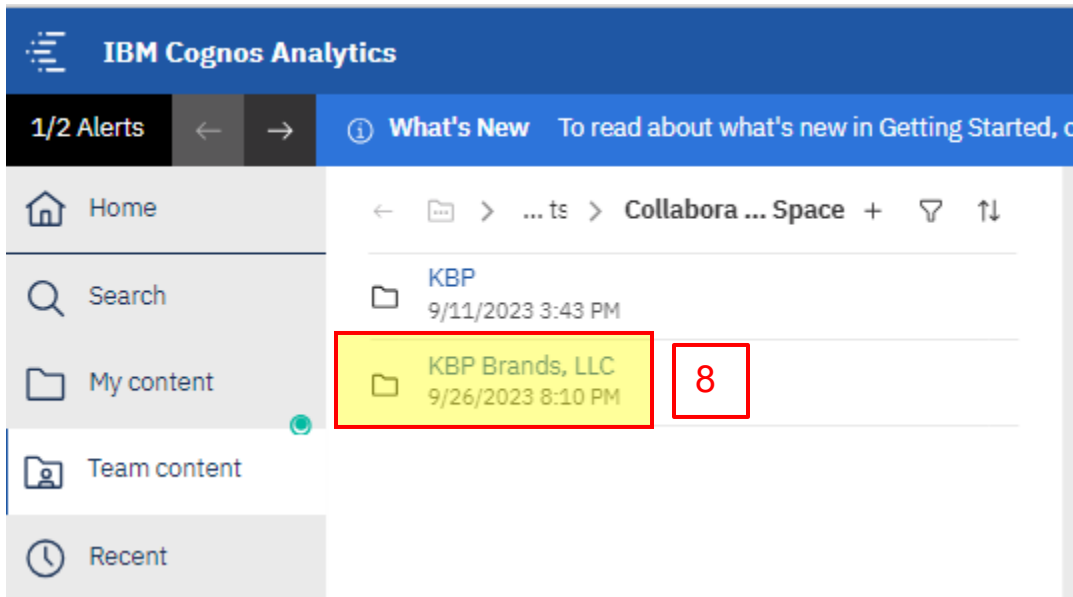 IBM Cognos Analytics
1/2 Alerts
What's New To read about what's new in Getting Started, c
Home
... ts Collabora ... Space
Search
KBP
9/11/2023 3:43 PM
My content
KBP Brands, LLC
9/26/2023 8:10 PM
8
Team content
Recent